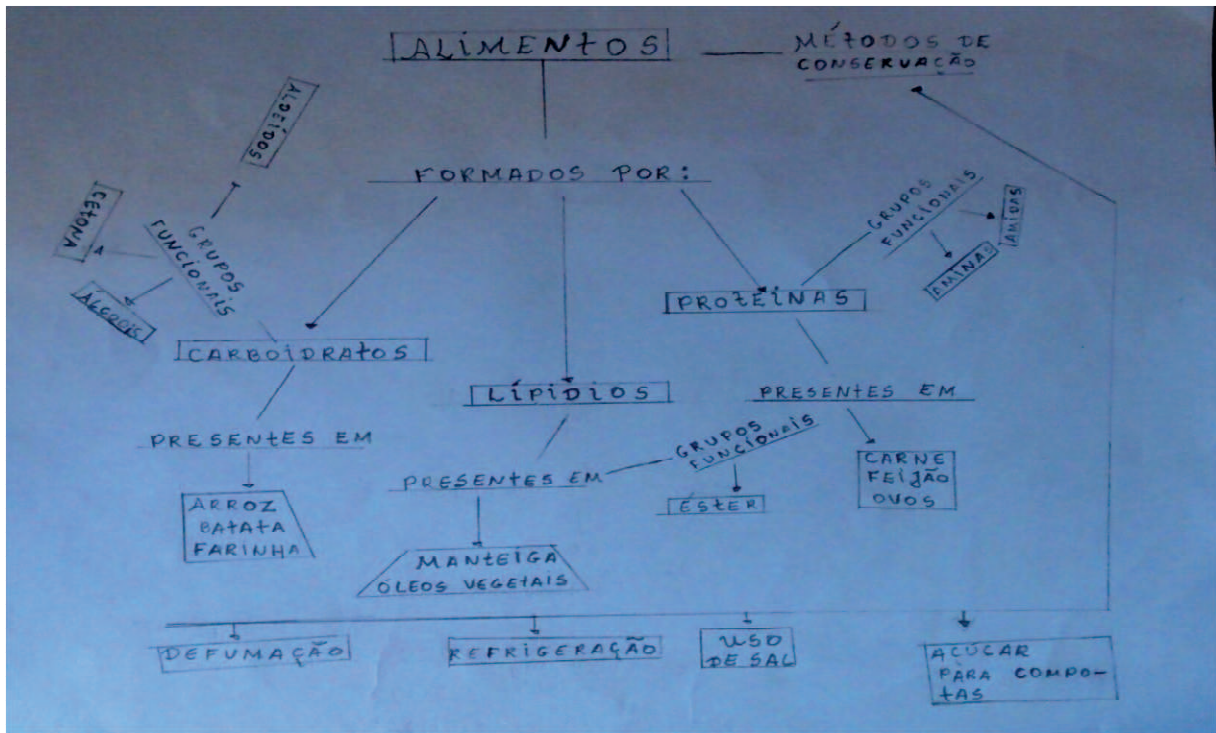 ALIMENTOS
MÉTODOS DE
CONSERVAÇÃO
ALDEÍDOS
FORMADOS POR:
CETONA
GRUPOS
FUNCIONAIS
ÁLCOOIS
GRUPOS
FUNCIONAIS
AMIDAS
AMINAS
PROTEÍNAS
CARBOIDRATOS
LÍPIDIOS
PRESENTES EM
PRESENTES EM
GRUPOS
FUNCIONAIS
PRESENTES EM
CARNE
FEIJÃO
OVOS
ARROZ
BATATA
FARINHA
ÉSTER
MANTEIGA
ÓLEOS VEGETAIS
DEFUMAÇÃO
REFRIGERAÇÃO
USO
DE SAL
AÇUCAR
PARA COMPO-
TAS